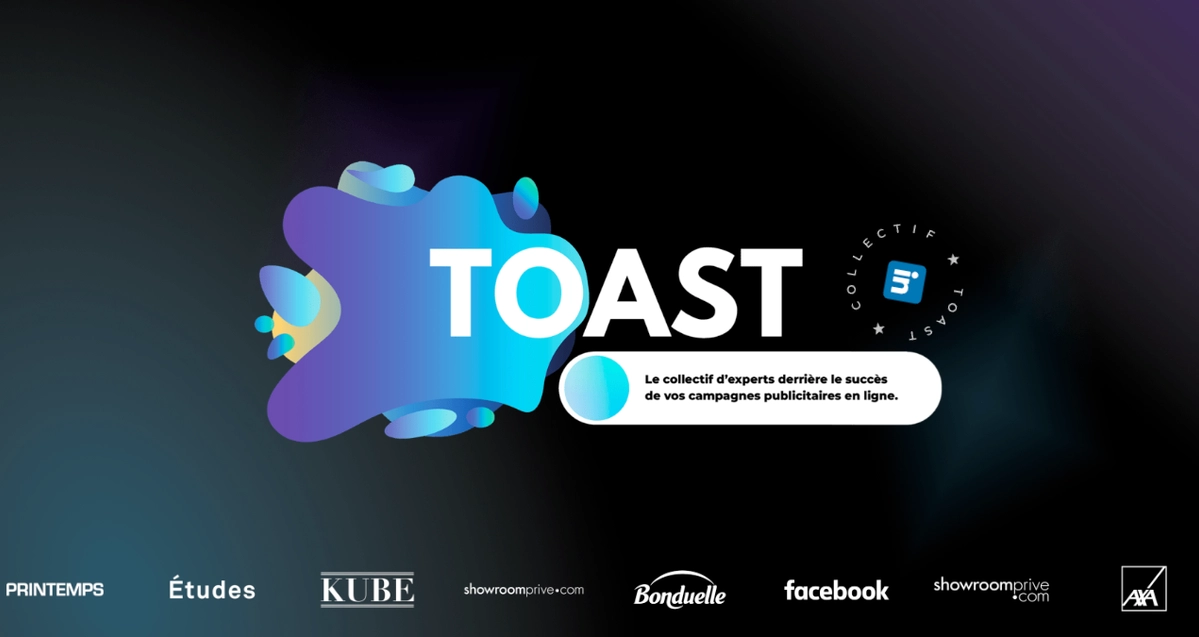 TOAST
COLLECTIF ★ TOAST ★
in
Le collectif d'experts derrière le succès
de vos campagnes publicitaires en ligne.
PRINTEMPS
Études
KUBE
showroomprive•com
Bonduelle
facebook
showroomprive
•com
AXA